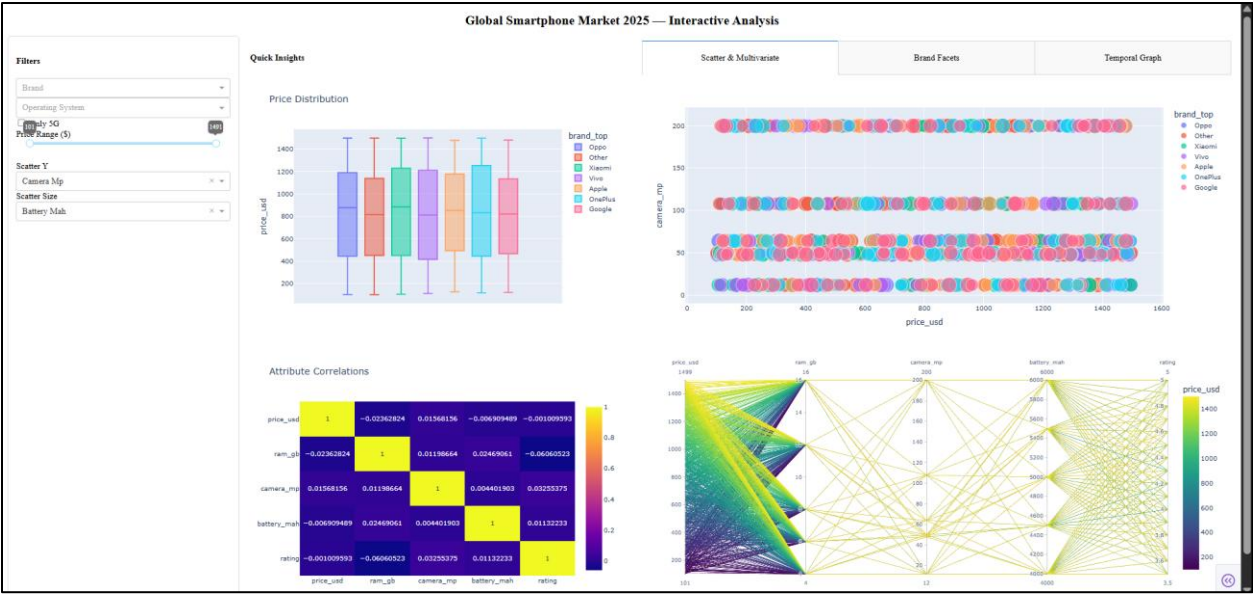 Global Smartphone Market 2025 — Interactive Analysis
Filters
Brand
Operating System
Only 5G
Price Range ($)
101
1491
Scatter Y
Camera Mp
Scatter Size
Battery Mah
Quick Insights
Scatter & Multivariate
Brand Facets
Temporal Graph
Price Distribution
1400
1200
1000
800
600
400
200
price_usd
brand_top
Oppo
Other
Xiaomi
Vivo
Apple
OnePlus
Google
200
150
100
50
0
camera_mp
0 200 400 600 800 1000 1200 1400 1600
price_usd
brand_top
Oppo
Other
Xiaomi
Vivo
Apple
OnePlus
Google
Attribute Correlations
price_usd 1 −0.02362824 0.01568156 −0.006909489 −0.001009593
ram_gb −0.02362824 1 0.01198664 0.02469061 −0.06060523
camera_mp 0.01568156 0.01198664 1 0.004401903 0.03255375
battery_mah −0.006909489 0.02469061 0.004401903 1 0.01132233
rating −0.001009593 −0.06060523 0.03255375 0.01132233 1
price_usd ram_gb camera_mp battery_mah rating
1
0.8
0.6
0.4
0.2
0
price_usd ram_gb camera_mp battery_mah rating
1499 16 200 6000 5
1400
1200
1000
800
600
400
200
101
14
10
4
200
180
160
140
120
100
80
60
40
20
12
6000
5800
5600
5400
5200
5000
4800
4600
4400
4200
4000
4000
3.5
price_usd
1400
1200
1000
800
600
400
200